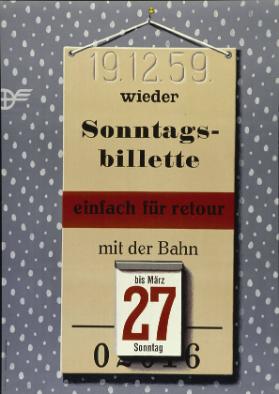 19.12.59.
wieder
Sonntags-
billette
einfach für retour
mit der Bahn
bis März
27
Sonntag